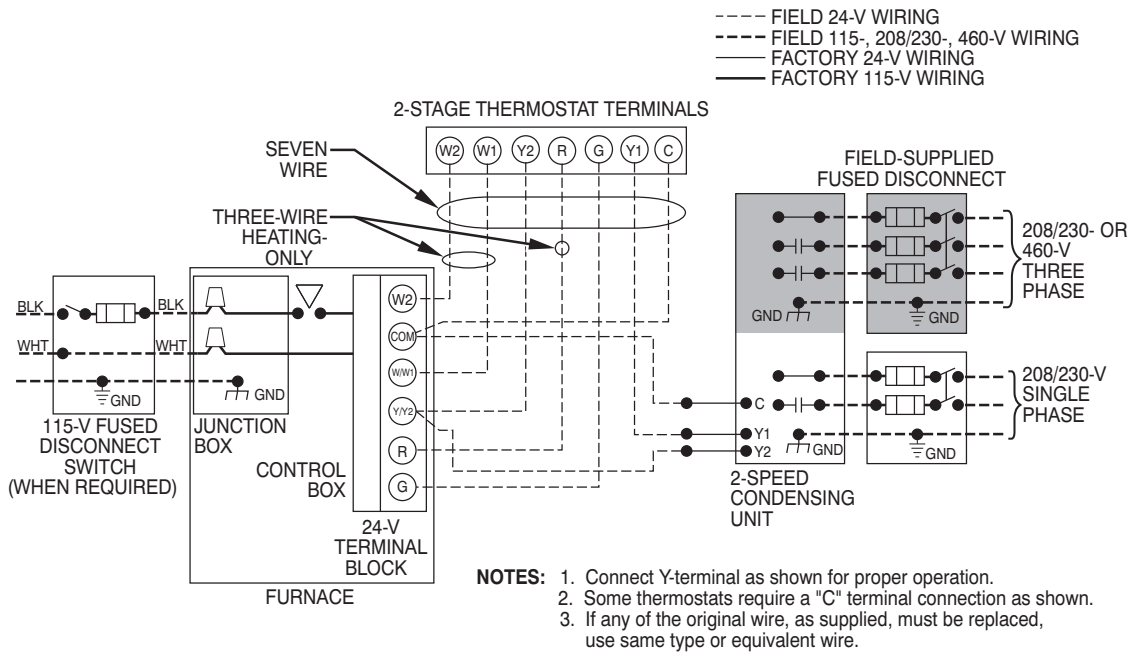 FIELD 24-V WIRING
FIELD 115-, 208/230-, 460-V WIRING
FACTORY 24-V WIRING
FACTORY 115-V WIRING
2-STAGE THERMOSTAT TERMINALS
W2 W1 Y2 R G Y1 C
SEVEN
WIRE
THREE-WIRE
HEATING-
ONLY
FIELD-SUPPLIED
FUSED DISCONNECT
208/230- OR
460-V
THREE
PHASE
GND
GND
BLK
BLK
WHT
WHT
GND
GND
115-V FUSED
DISCONNECT
SWITCH
(WHEN REQUIRED)
JUNCTION
BOX
CONTROL
BOX
W2
COM
W/W1
Y/Y2
R
G
24-V
TERMINAL
BLOCK
FURNACE
C
Y1
Y2
GND
GND
208/230-V
SINGLE
PHASE
2-SPEED
CONDENSING
UNIT
NOTES: 1. Connect Y-terminal as shown for proper operation.
2. Some thermostats require a "C" terminal connection as shown.
3. If any of the original wire, as supplied, must be replaced,
use same type or equivalent wire.